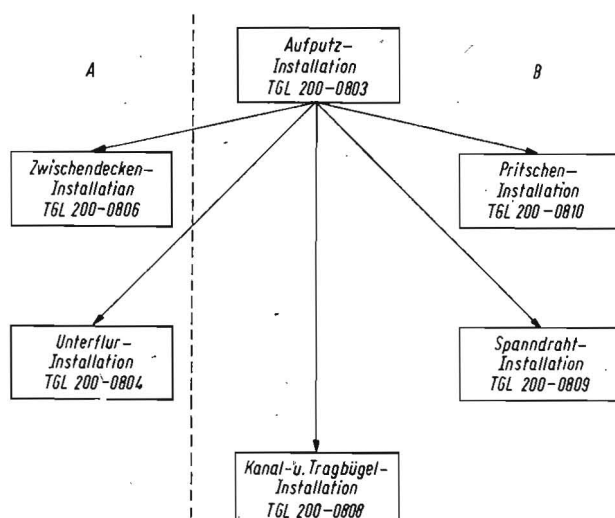 A
Aufputz-
Installation
TGL 200-0803
B
Zwischendecken-
Installation
TGL 200-0806
Pritschen-
Installation
TGL 200-0810
Unterflur-
Installation
TGL 200-0804
Spanndraht-
Installation
TGL 200-0809
Kanal-u. Tragbügel-
Installation
TGL 200-0808